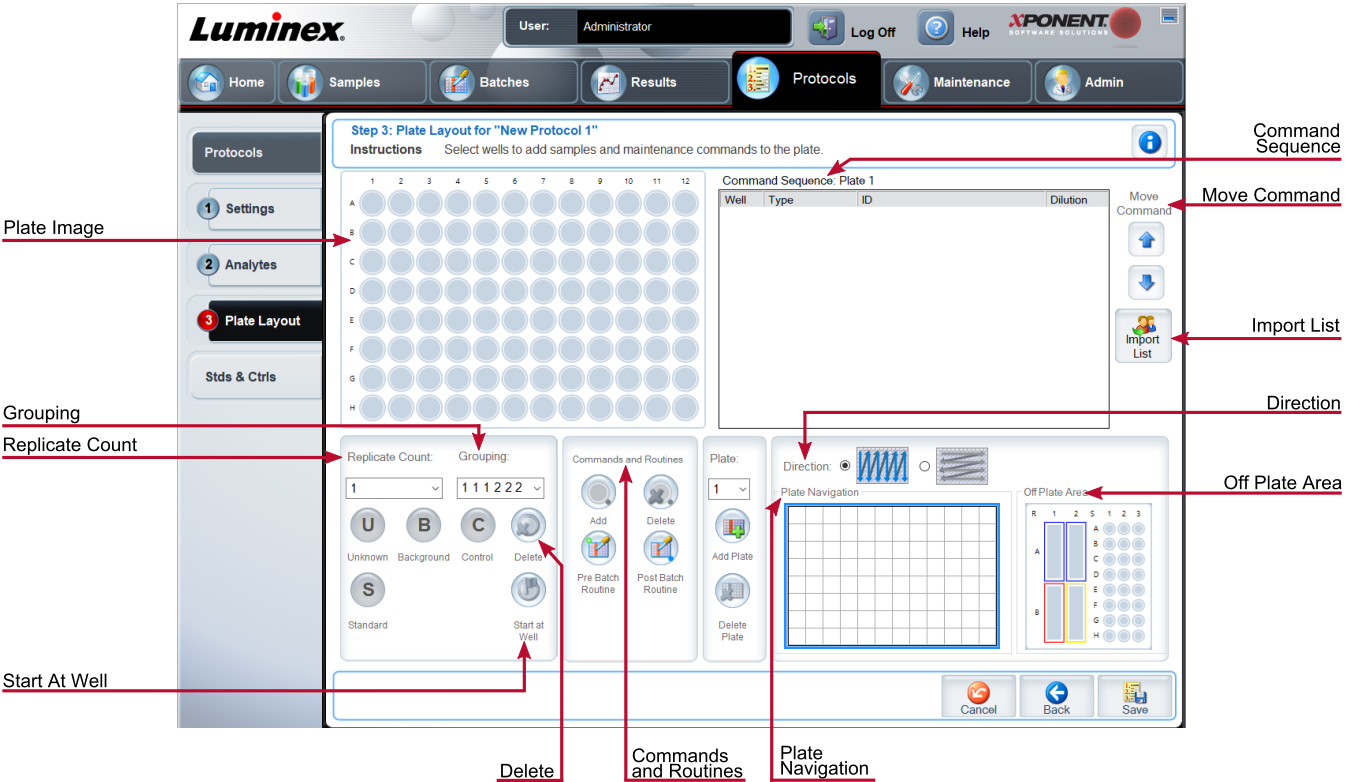 Luminex.
User:
Administrator
Log Off
Help
XPONENT.
SOFTWARE SOLUTIONS
Home
Samples
Batches
Results
Protocols
Maintenance
Admin
Protocols
1 Settings
2 Analytes
3 Plate Layout
Stds & Ctrls
Step 3: Plate Layout for "New Protocol 1"
Instructions Select wells to add samples and maintenance commands to the plate.
1 2 3 4 5 6 7 8 9 10 11 12
A
B
C
D
E
F
G
H
Command Sequence: Plate 1
Well Type ID Dilution
Move
Command
Import
List
Replicate Count:
Grouping:
1
1 1 1 2 2 2
U B C
Unknown Background Control Delete
S
Standard
Start at
Well
Commands and Routines
Add
Delete
Pre Batch
Routine
Post Batch
Routine
Plate:
1
Add Plate
Delete
Plate
Direction:
Plate Navigation
Off Plate Area
R 1 2 S 1 2 3
A
B
A
B
C
D
E
F
G
H
Cancel
Back
Save
Plate Image
Grouping
Replicate Count
Start At Well
Delete
Commands
and Routines
Plate
Navigation
Command
Sequence
Move Command
Import List
Direction
Off Plate Area